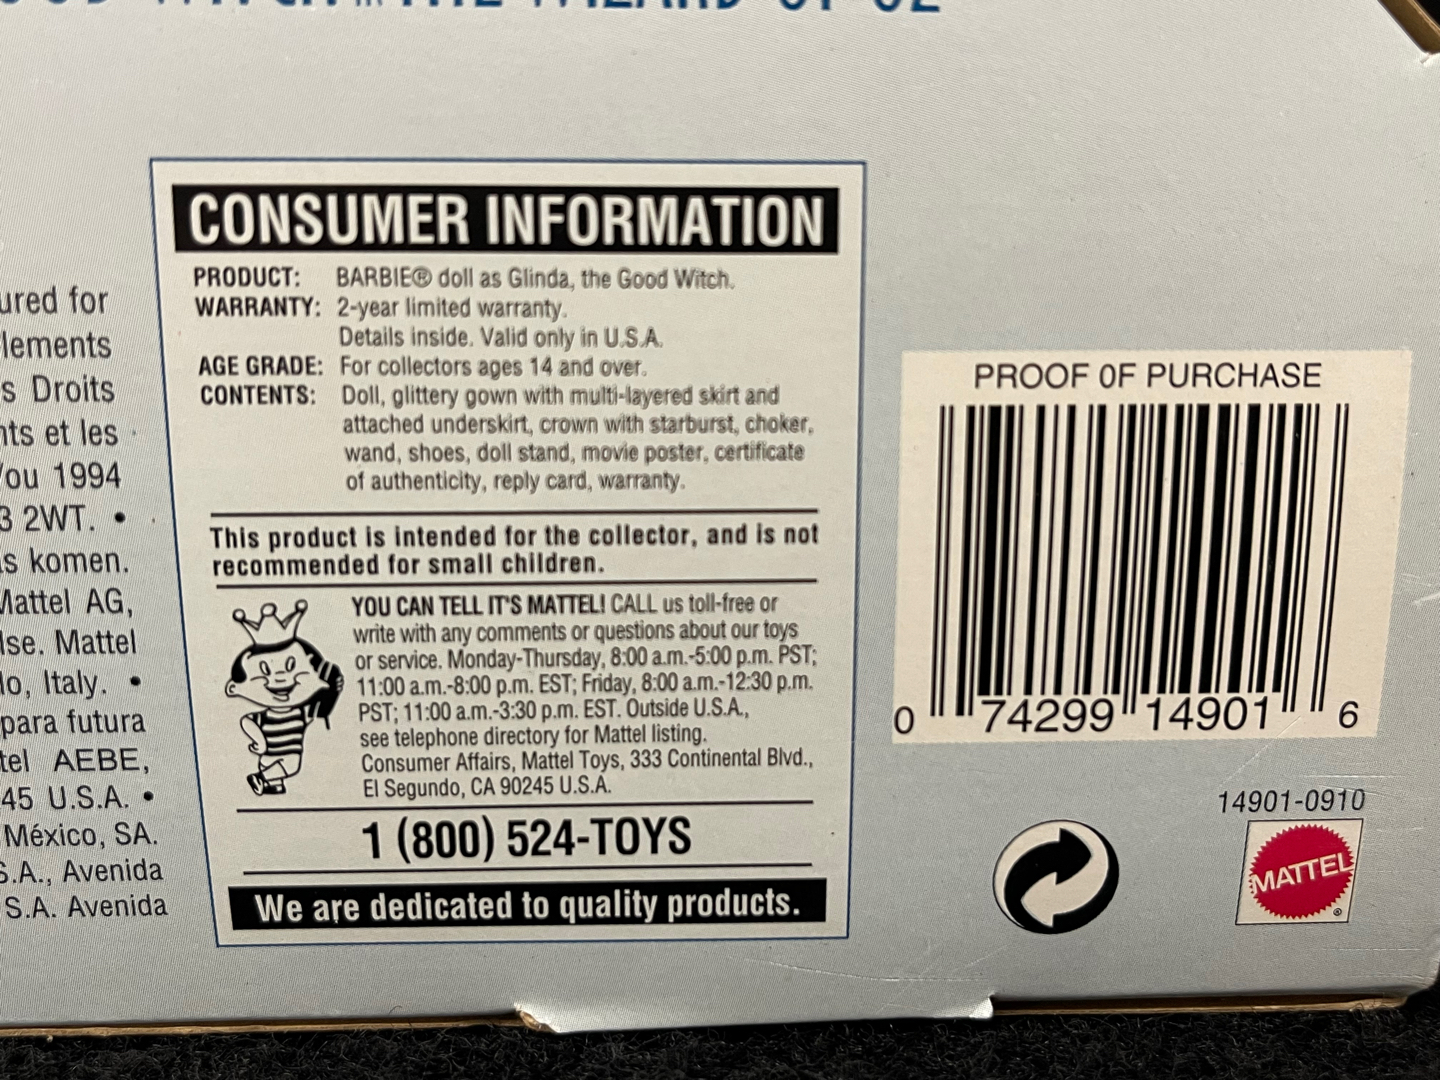 THE WIZARD OF OZ
ured for
lements
s Droits
nts et les
You 1994
3 2WT. •
s komen.
Mattel AG,
lse. Mattel
lo, Italy. •
para futura
tel AEBE,
45 U.S.A. •
México, SA.
S.A., Avenida
S.A. Avenida
CONSUMER INFORMATION
PRODUCT: BARBIE® doll as Glinda, the Good Witch.
WARRANTY: 2-year limited warranty.
Details inside. Valid only in U.S.A.
AGE GRADE: For collectors ages 14 and over.
CONTENTS: Doll, glittery gown with multi-layered skirt and
attached underskirt, crown with starburst, choker,
wand, shoes, doll stand, movie poster, certificate
of authenticity, reply card, warranty.
This product is intended for the collector, and is not
recommended for small children.
YOU CAN TELL IT'S MATTEL! CALL us toll-free or
write with any comments or questions about our toys
or service. Monday-Thursday, 8:00 a.m.-5:00 p.m. PST;
11:00 a.m.-8:00 p.m. EST; Friday, 8:00 a.m.-12:30 p.m.
PST; 11:00 a.m.-3:30 p.m. EST. Outside U.S.A.,
see telephone directory for Mattel listing.
Consumer Affairs, Mattel Toys, 333 Continental Blvd.,
El Segundo, CA 90245 U.S.A.
1 (800) 524-TOYS
We are dedicated to quality products.
PROOF OF PURCHASE
0 74299 14901 6
14901-0910
MATTEL®